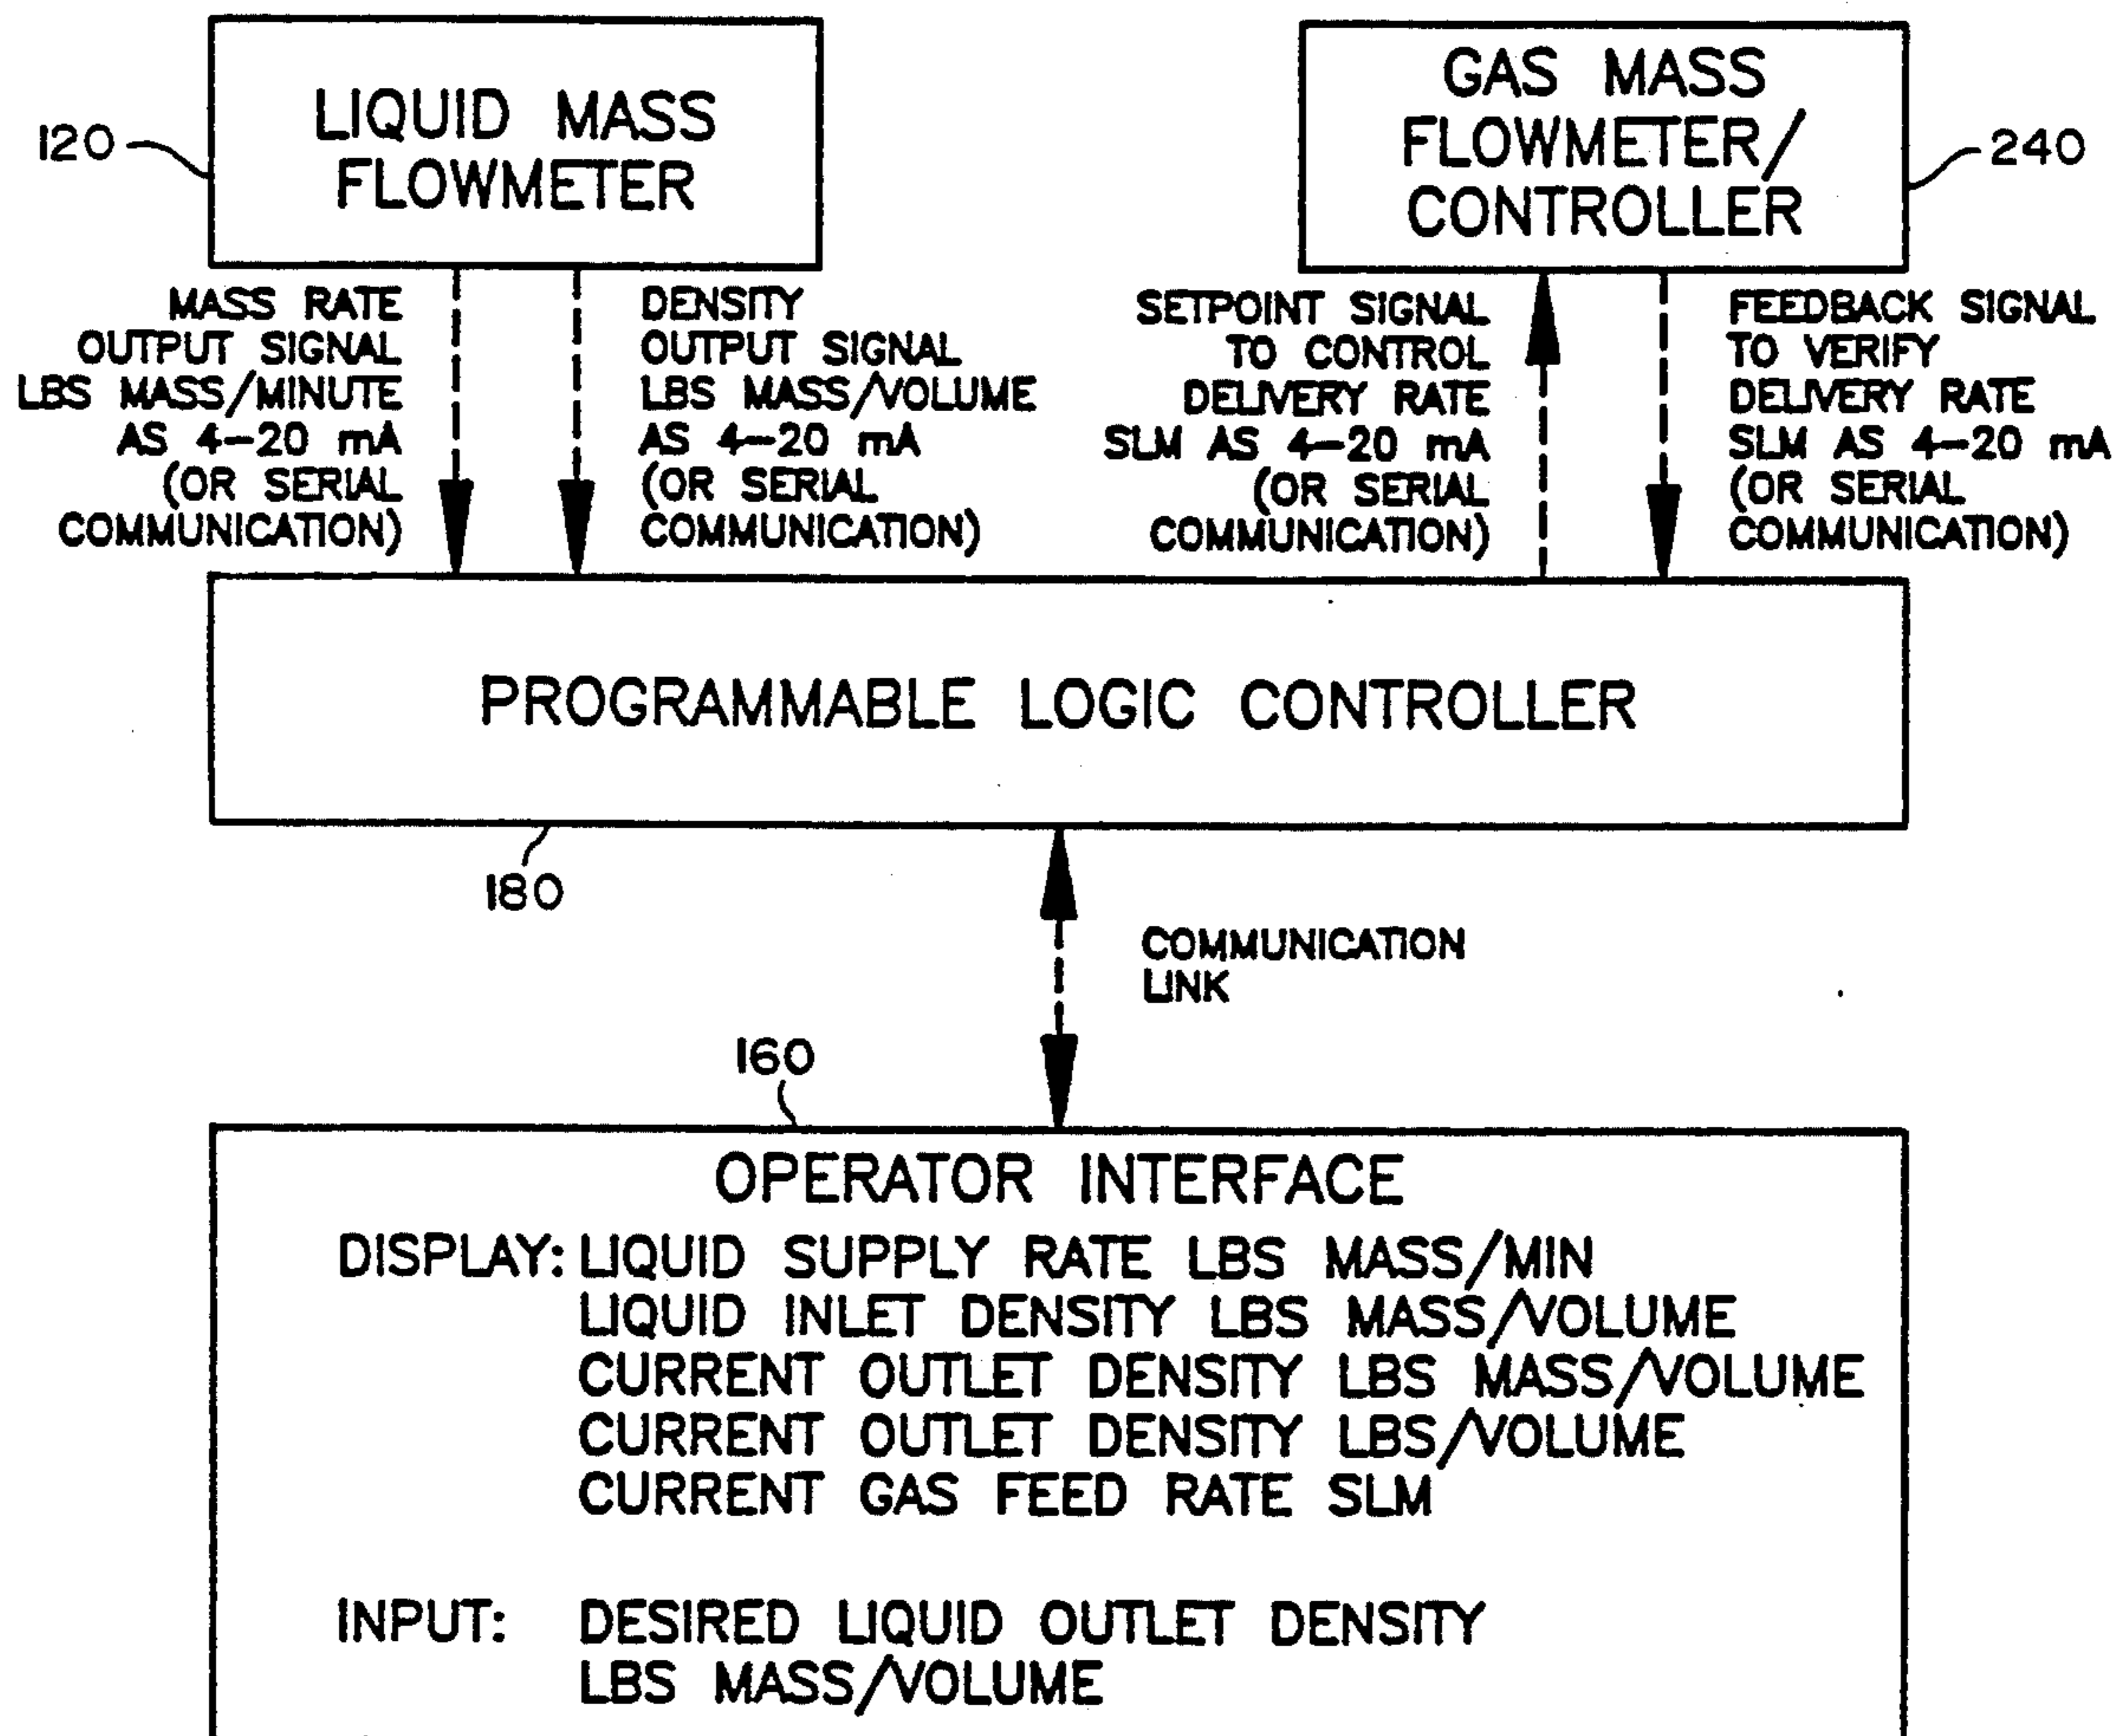 LIQUID MASS
FLOWMETER
120
GAS MASS
FLOWMETER/
CONTROLLER
240
MASS RATE
OUTPUT SIGNAL
LBS MASS/MINUTE
AS 4-20 mA
(OR SERIAL
COMMUNICATION)
DENSITY
OUTPUT SIGNAL
LBS MASS/VOLUME
AS 4-20 mA
(OR SERIAL
COMMUNICATION)
SETPOINT SIGNAL
TO CONTROL
DELIVERY RATE
SLM AS 4-20 mA
(OR SERIAL
COMMUNICATION)
FEEDBACK SIGNAL
TO VERIFY
DELIVERY RATE
SLM AS 4-20 mA
(OR SERIAL
COMMUNICATION)
PROGRAMMABLE LOGIC CONTROLLER
180
COMMUNICATION
LINK
160
OPERATOR INTERFACE
DISPLAY: LIQUID SUPPLY RATE LBS MASS/MIN
LIQUID INLET DENSITY LBS MASS/VOLUME
CURRENT OUTLET DENSITY LBS MASS/VOLUME
CURRENT OUTLET DENSITY LBS/VOLUME
CURRENT GAS FEED RATE SLM
INPUT: DESIRED LIQUID OUTLET DENSITY
LBS MASS/VOLUME